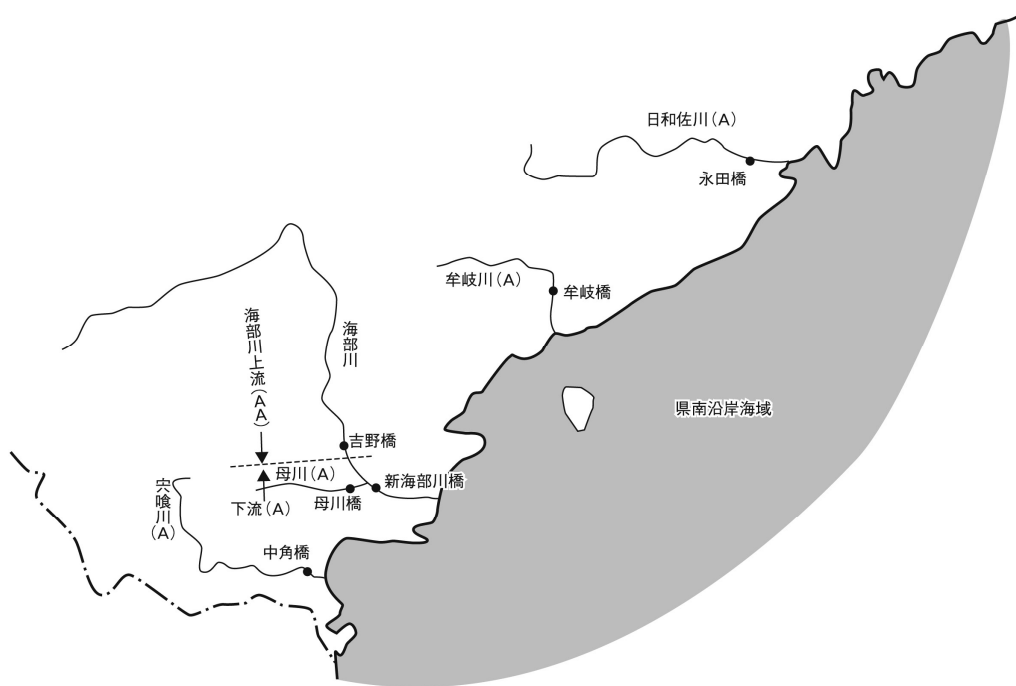 日和佐川(A)
永田橋
牟岐川(A)
牟岐橋
海部川上流(AA)
海部川
県南沿岸海域
吉野橋
母川(A)
新海部川橋
宍喰川(A)
下流(A)
母川橋
中角橋